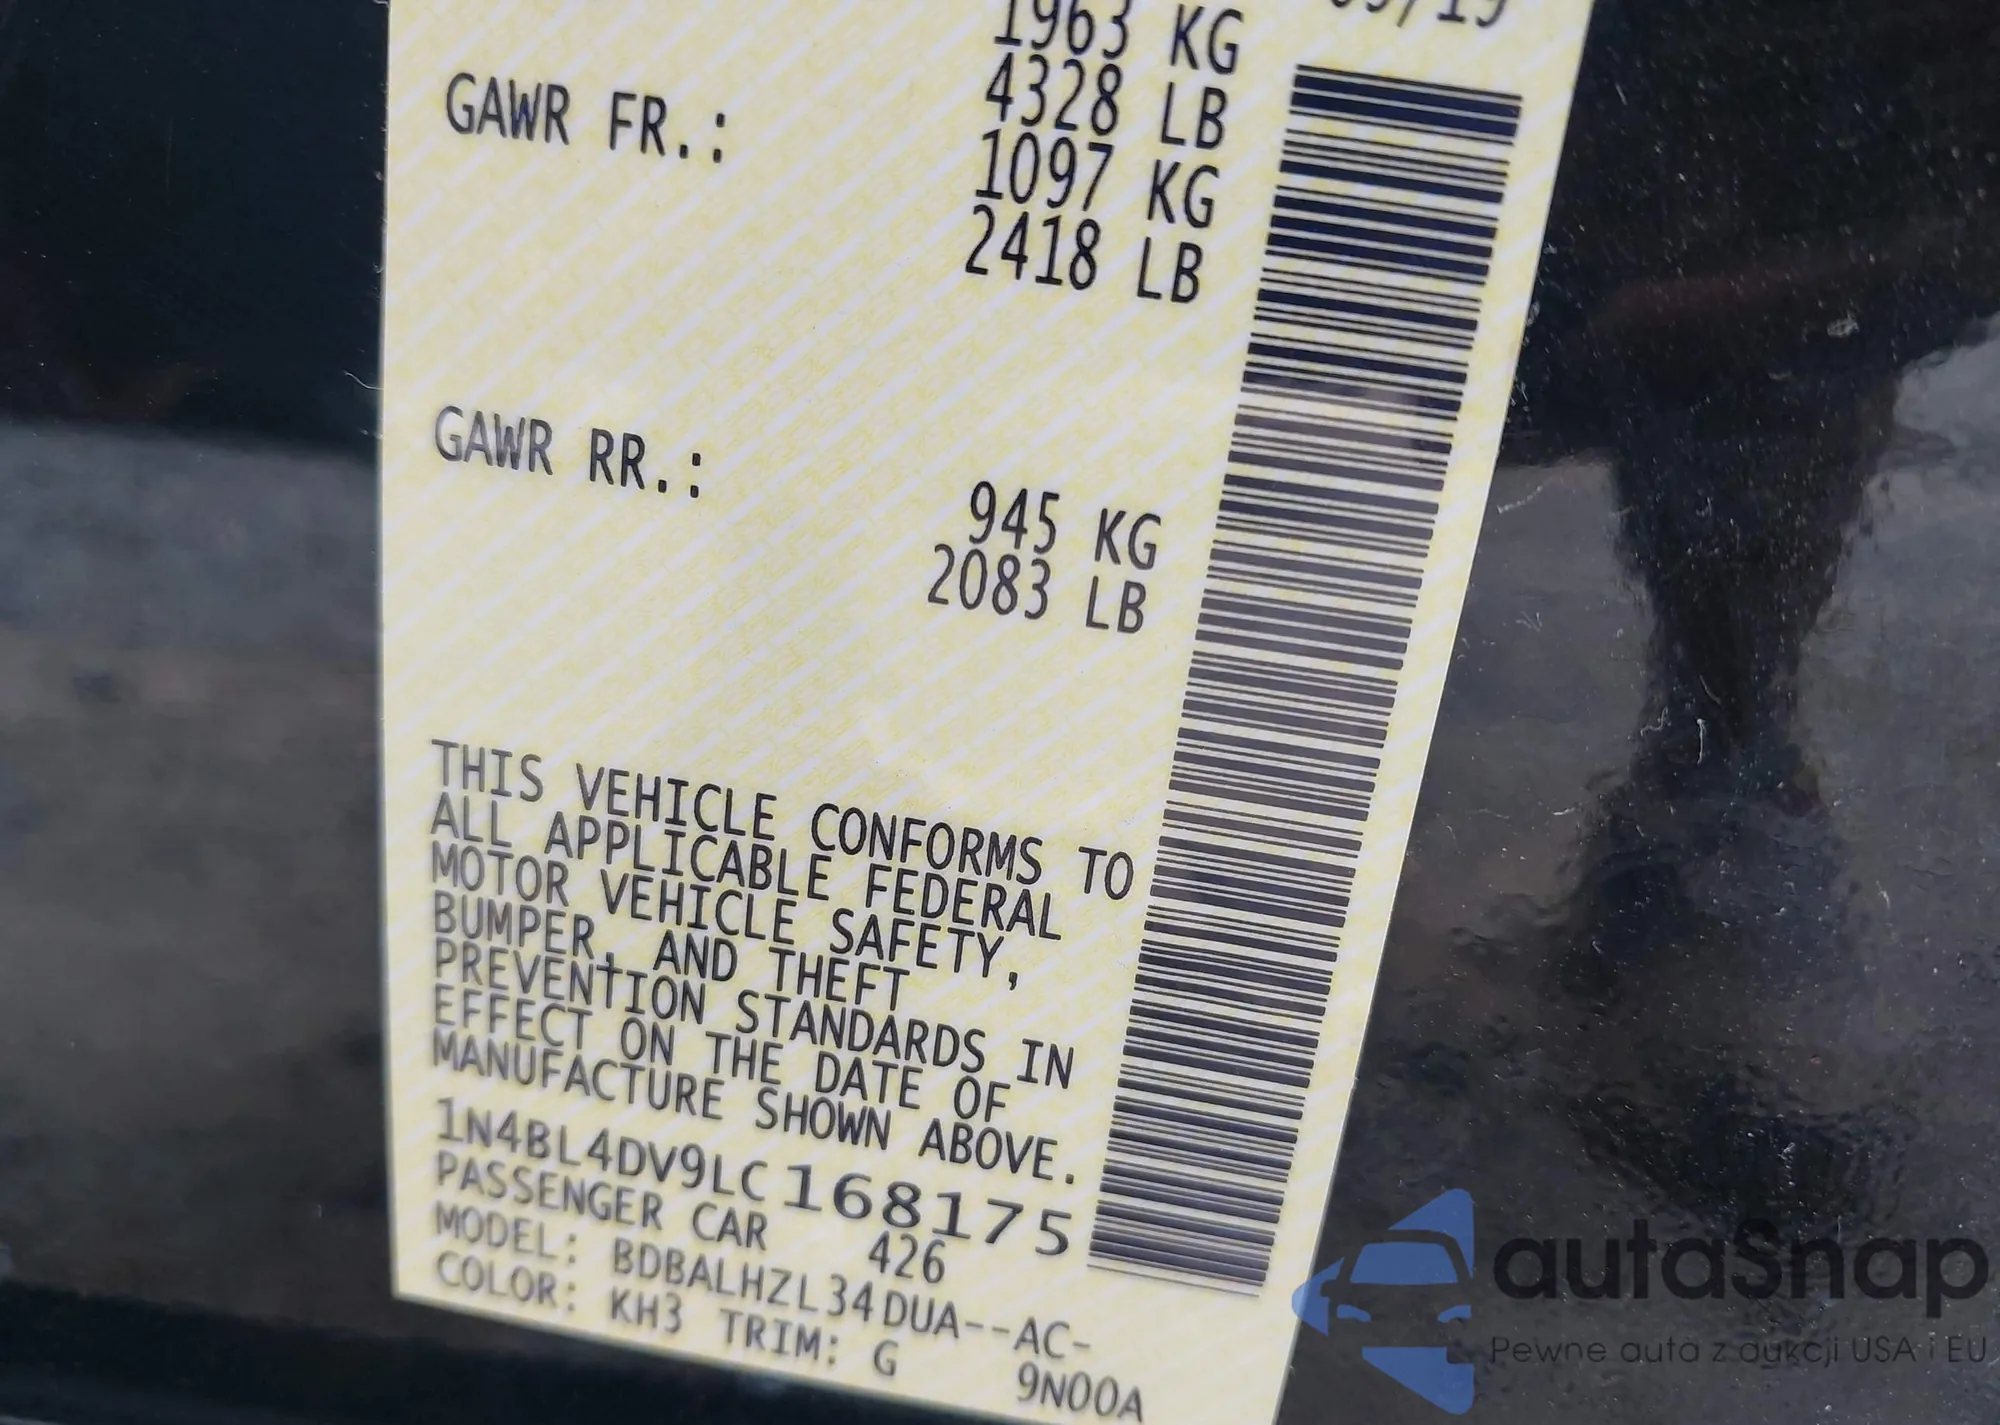 1963 KG
4328 LB
GAWR FR.:
1097 KG
2418 LB
GAWR RR.:
945 KG
2083 LB
THIS VEHICLE CONFORMS TO
ALL APPLICABLE FEDERAL
MOTOR VEHICLE SAFETY,
BUMPER, AND THEFT
PREVENTION STANDARDS IN
EFFECT ON THE DATE OF
MANUFACTURE SHOWN ABOVE.
1N4BL4DV9LC168175
PASSENGER CAR 426
MODEL: BDBALHZL34DUA--AC-
COLOR: KH3 TRIM: G 9N00A
autaSnap
Pewne auta z aukcji USA i EU